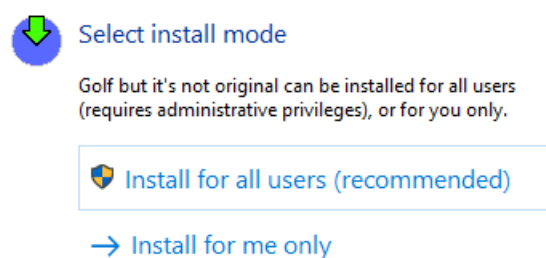 Select install mode
Golf but it's not original can be installed for all users
(requires administrative privileges), or for you only.
Install for all users (recommended)
Install for me only